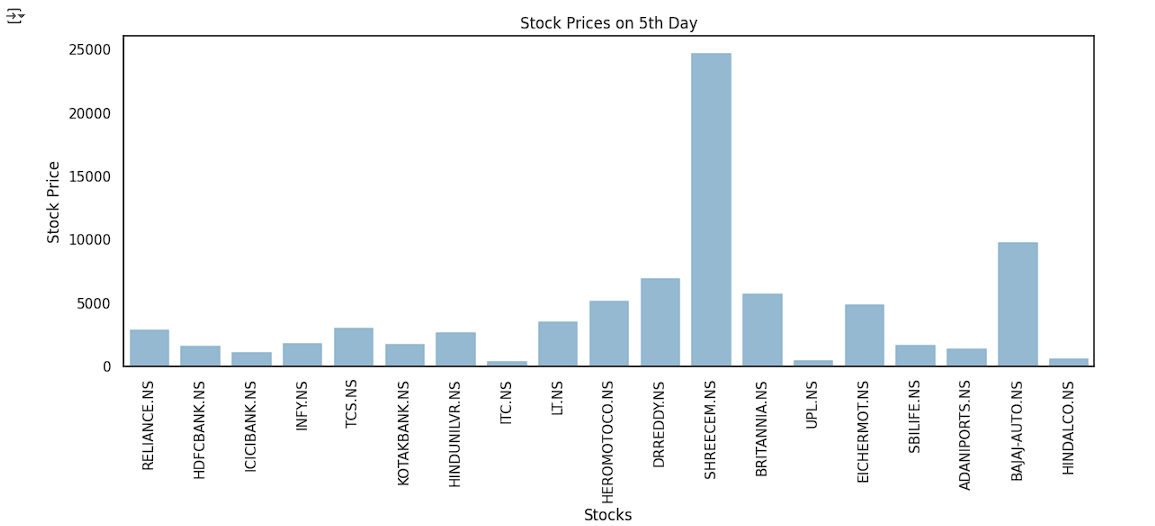 Stock Prices on 5th Day
25000
20000
15000
10000
5000
0
Stock Price
RELIANCE.NS
HDFCBANK.NS
ICICIBANK.NS
INFY.NS
TCS.NS
KOTAKBANK.NS
HINDUNILVR.NS
ITC.NS
LT.NS
HEROMOTOCO.NS
DRREDDY.NS
SHREECEM.NS
BRITANNIA.NS
UPL.NS
EICHERMOT.NS
SBILIFE.NS
ADANIPORTS.NS
BAJAJ-AUTO.NS
HINDALCO.NS
Stocks